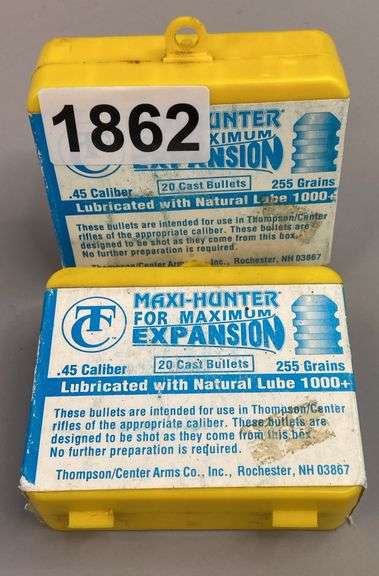 1862
-HUNTER
MAXIMUM
EXPANSION
.45 Caliber 20 Cast Bullets 255 Grains
Lubricated with Natural Lube 1000+
These bullets are intended for use in Thompson/Center
rifles of the appropriate caliber. These bullets are
designed to be shot as they come from this box.
No further preparation is required.
Thompson/Center Arms Co., Inc., Rochester, NH 03867
TC
MAXI-HUNTER
FOR MAXIMUM
EXPANSION
.45 Caliber 20 Cast Bullets 255 Grains
Lubricated with Natural Lube 1000+
These bullets are intended for use in Thompson/Center
rifles of the appropriate caliber. These bullets are
designed to be shot as they come from this box.
No further preparation is required.
Thompson/Center Arms Co., Inc., Rochester, NH 03867